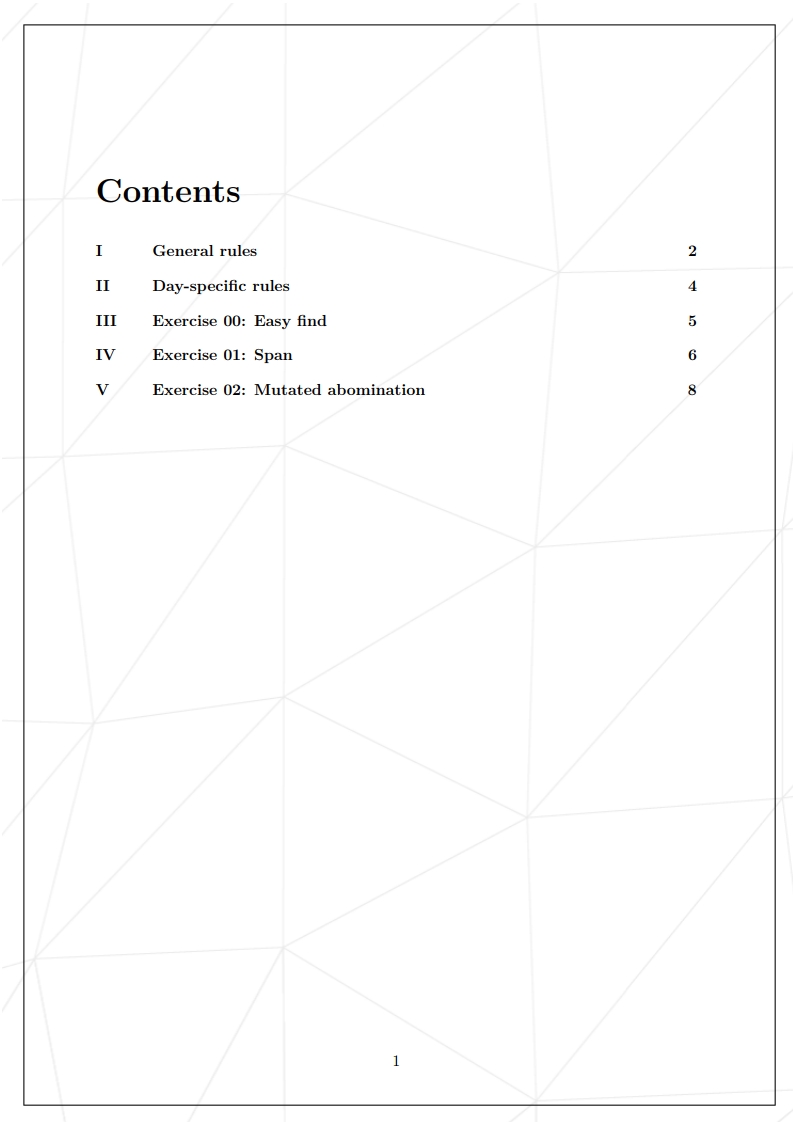 Contents
I General rules 2
II Day-specific rules 4
III Exercise 00: Easy find 5
IV Exercise 01: Span 6
V Exercise 02: Mutated abomination 8
1